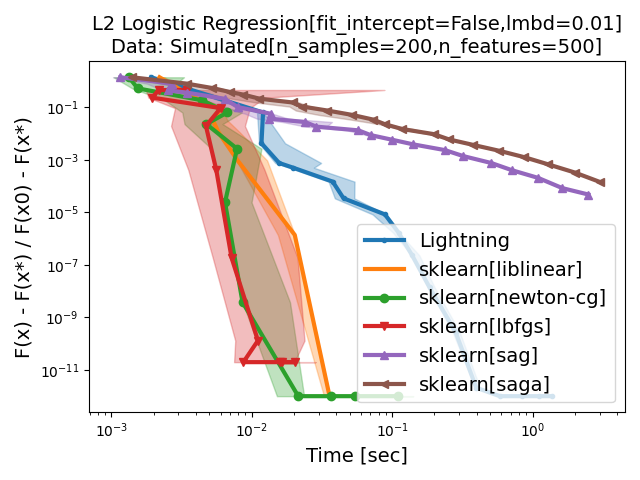 L2 Logistic Regression[fit_intercept=False,lmbd=0.01]
Data: Simulated[n_samples=200,n_features=500]
F(x) - F(x*) / F(x0) - F(x*)
10⁻¹
10⁻³
10⁻⁵
10⁻⁷
10⁻⁹
10⁻¹¹
Lightning
sklearn[liblinear]
sklearn[newton-cg]
sklearn[lbfgs]
sklearn[sag]
sklearn[saga]
10⁻³
10⁻²
10⁻¹
10⁰
Time [sec]